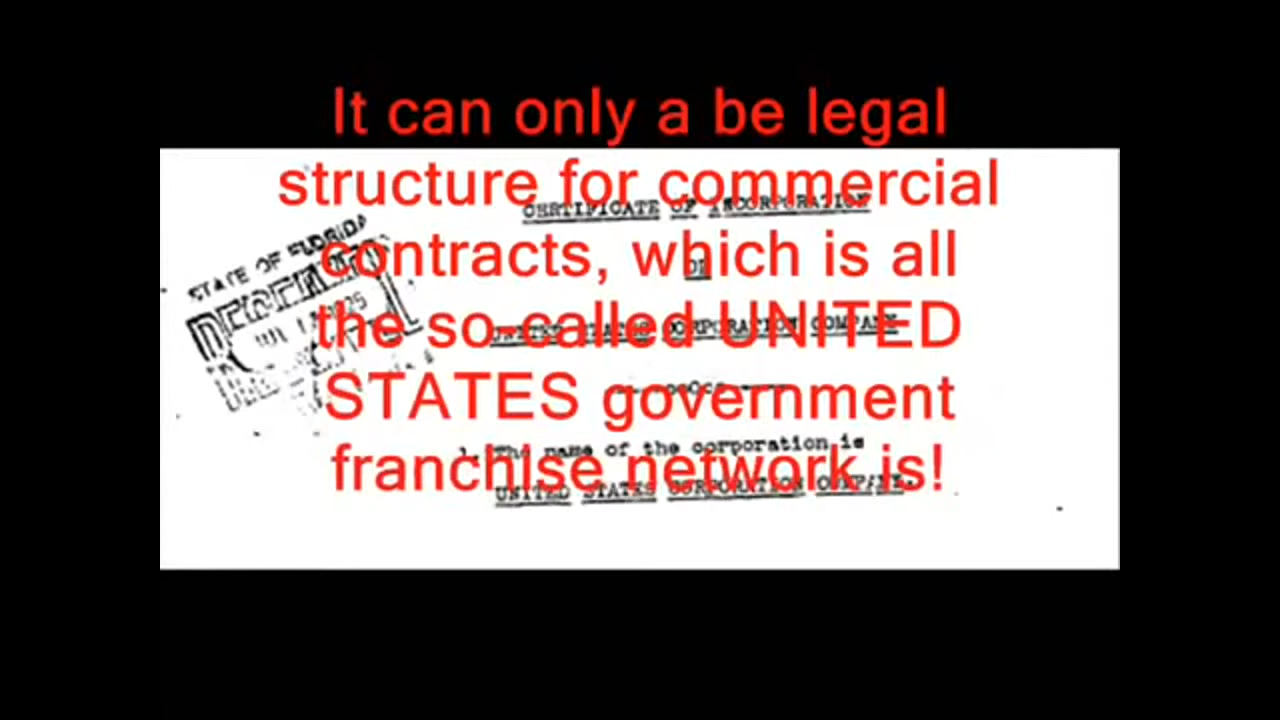 It can only a be legal
structure for commercial
CERTIFICATE OF INCORPORATION
STATE OF FLORIDA
contracts, which is all
OF
the so-called UNITED
UNITED STATES CORPORATION COMPANY
STATES government
1. The name of the corporation is
franchise network is!
UNITED STATES CORPORATION COMPANY.